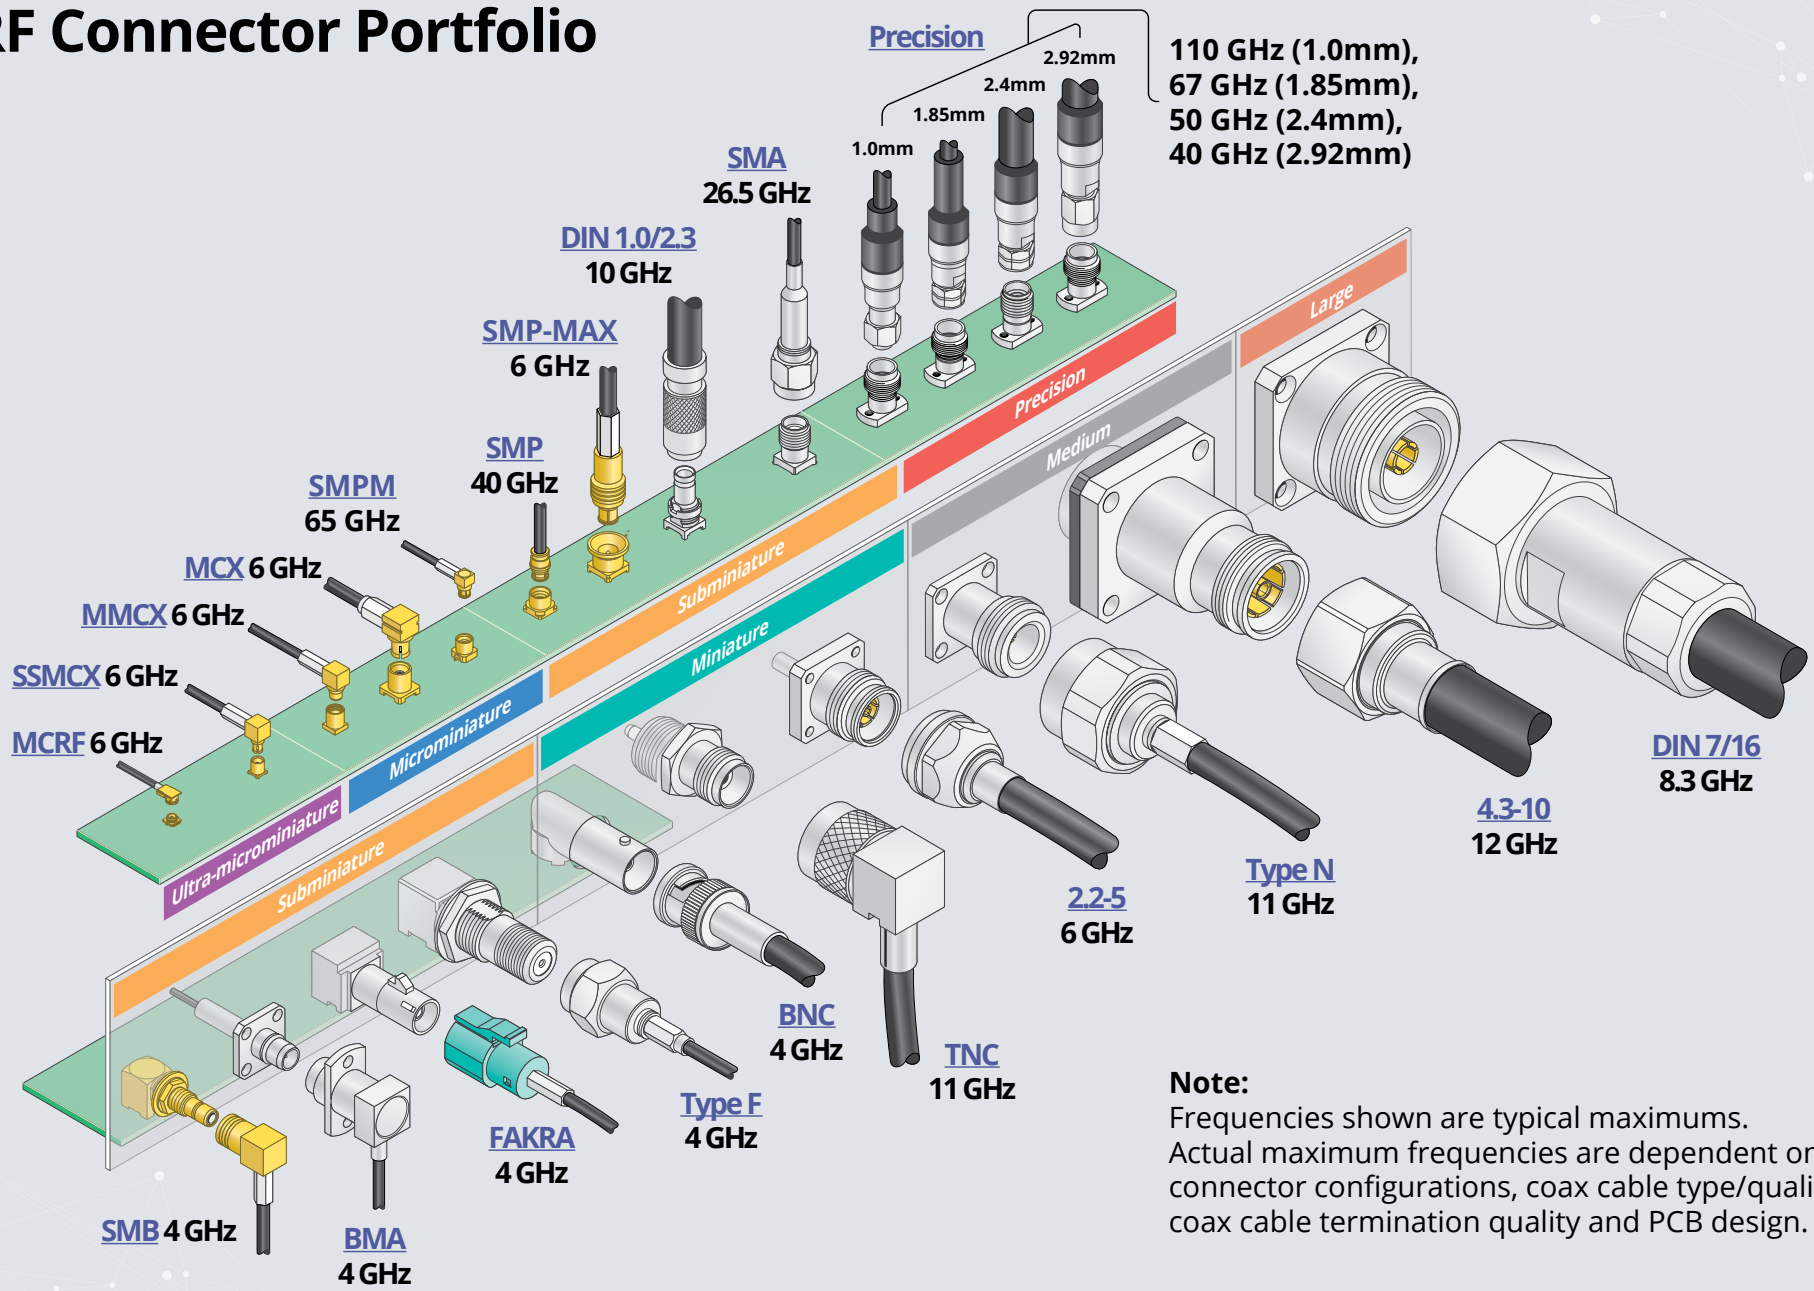 RF Connector Portfolio
Precision
2.92mm
2.4mm
1.85mm
1.0mm
110 GHz (1.0mm),
67 GHz (1.85mm),
50 GHz (2.4mm),
40 GHz (2.92mm)
SMA
26.5 GHz
DIN 1.0/2.3
10 GHz
SMP-MAX
6 GHz
SMP
40 GHz
SMPM
65 GHz
MCX 6 GHz
MMCX 6 GHz
SSMCX 6 GHz
MCRF 6 GHz
Large
Precision
Medium
Subminiature
Miniature
Microminiature
Ultra-microminiature
Subminiature
DIN 7/16
8.3 GHz
4.3-10
12 GHz
Type N
11 GHz
2.2-5
6 GHz
TNC
11 GHz
BNC
4 GHz
Type F
4 GHz
FAKRA
4 GHz
BMA
4 GHz
SMB 4 GHz
Note:
Frequencies shown are typical maximums.
Actual maximum frequencies are dependent on
connector configurations, coax cable type/quali
coax cable termination quality and PCB design.